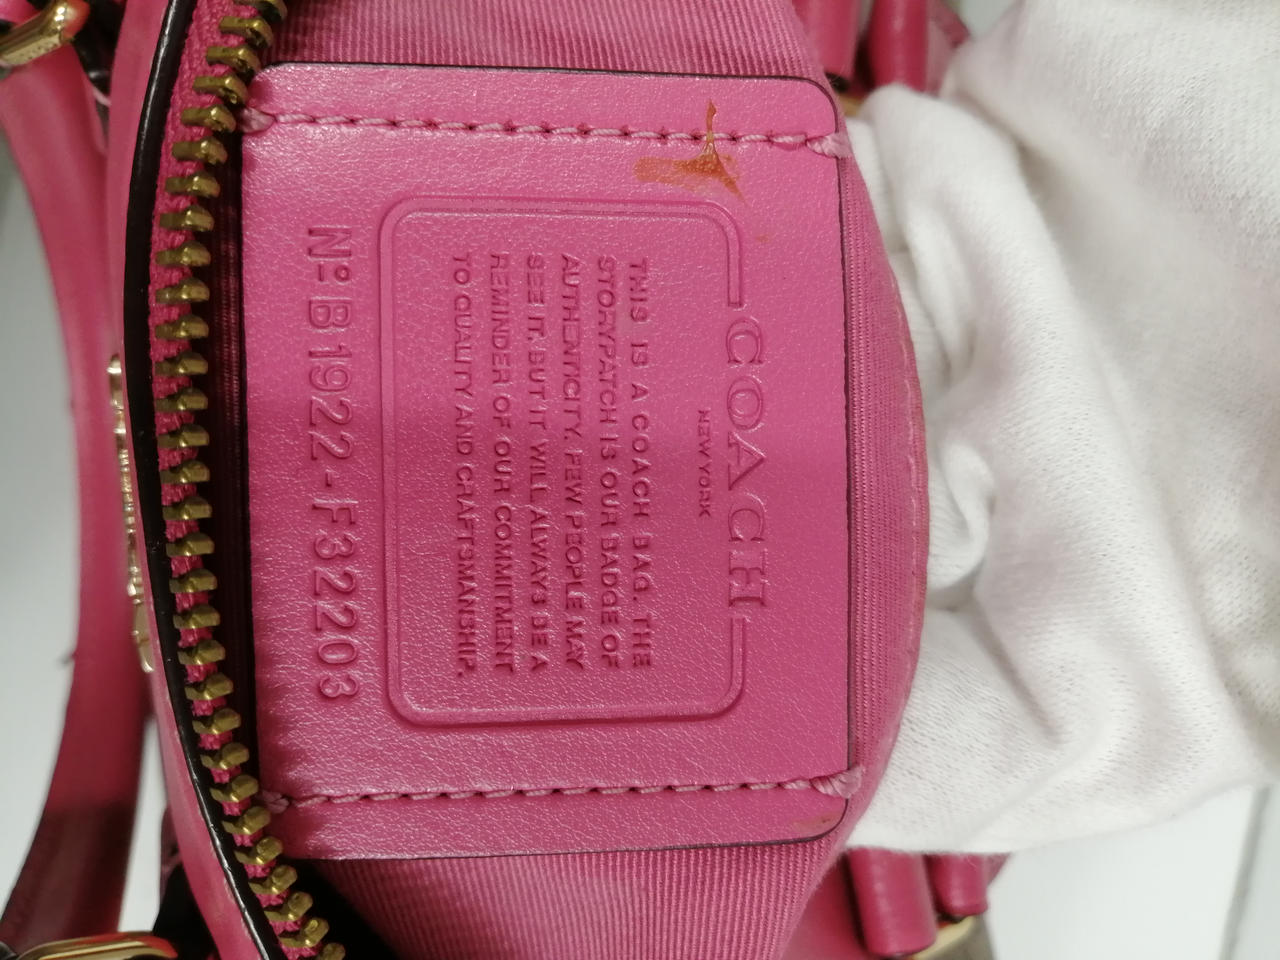 COACH
NEW YORK
THIS IS A COACH BAG. THE
STORYPATCH IS OUR BADGE OF
AUTHENTICITY. FEW PEOPLE MAY
SEE IT, BUT IT WILL ALWAYS BE A
REMINDER OF OUR COMMITMENT
TO QUALITY AND CRAFTSMANSHIP.
Nº B1922-F32203